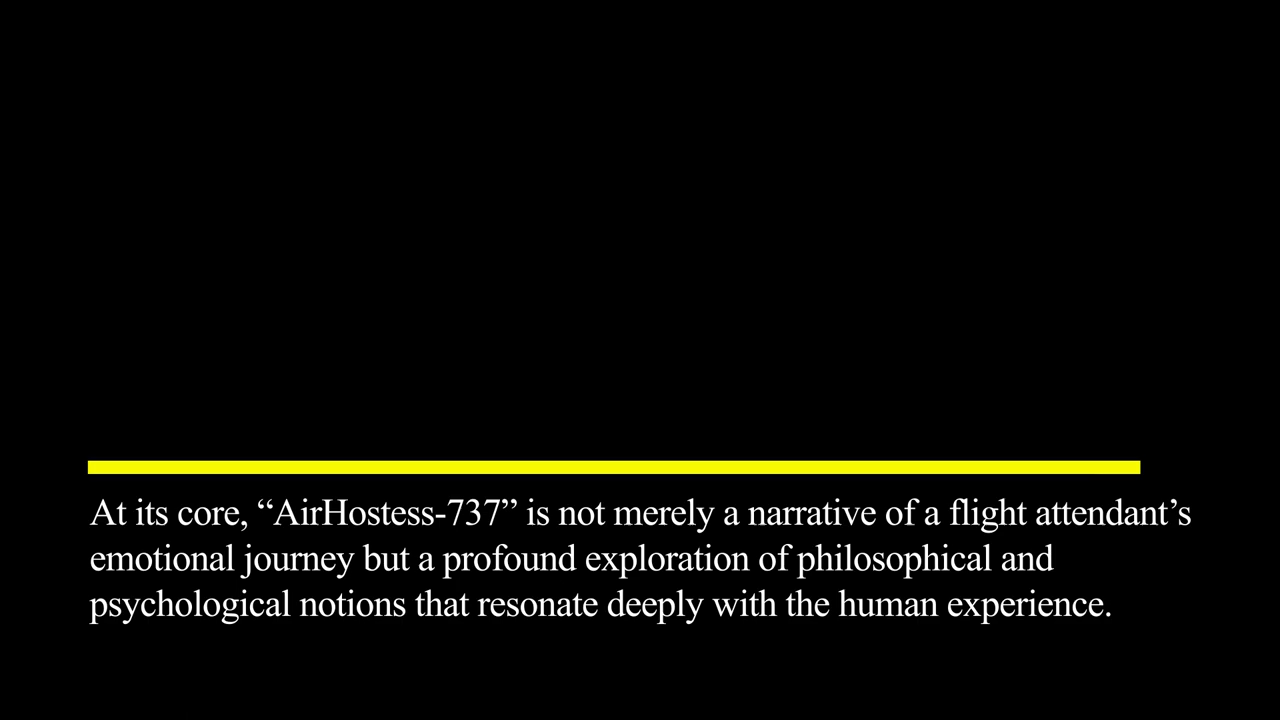 At its core, “AirHostess-737” is not merely a narrative of a flight attendant’s
emotional journey but a profound exploration of philosophical and
psychological notions that resonate deeply with the human experience.